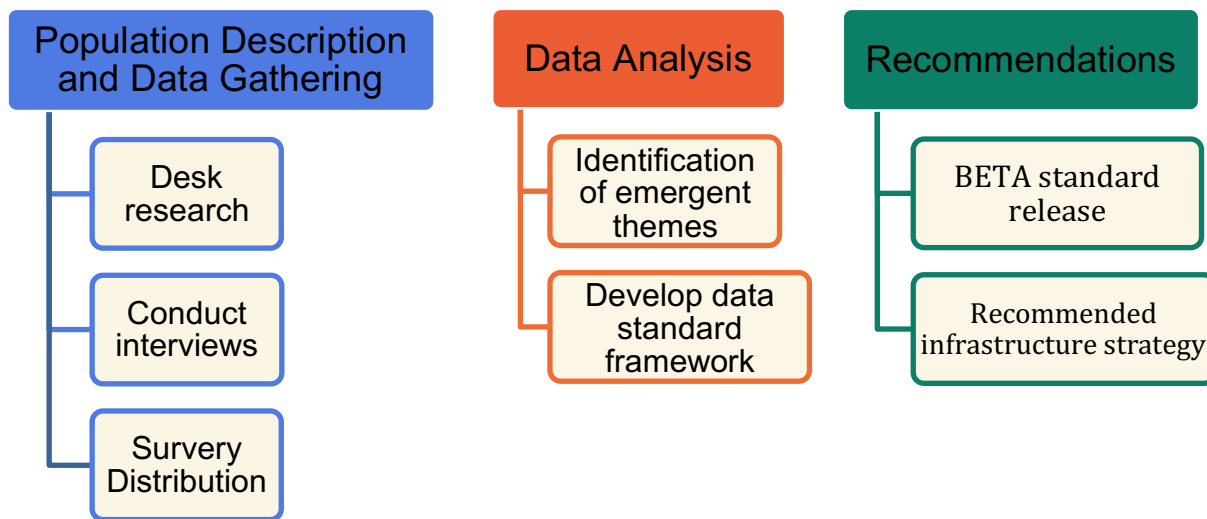 Population Description
and Data Gathering
Desk
research
Conduct
interviews
Survery
Distribution
Data Analysis
Identification
of emergent
themes
Develop data
standard
framework
Recommendations
BETA standard
release
Recommended
infrastructure strategy